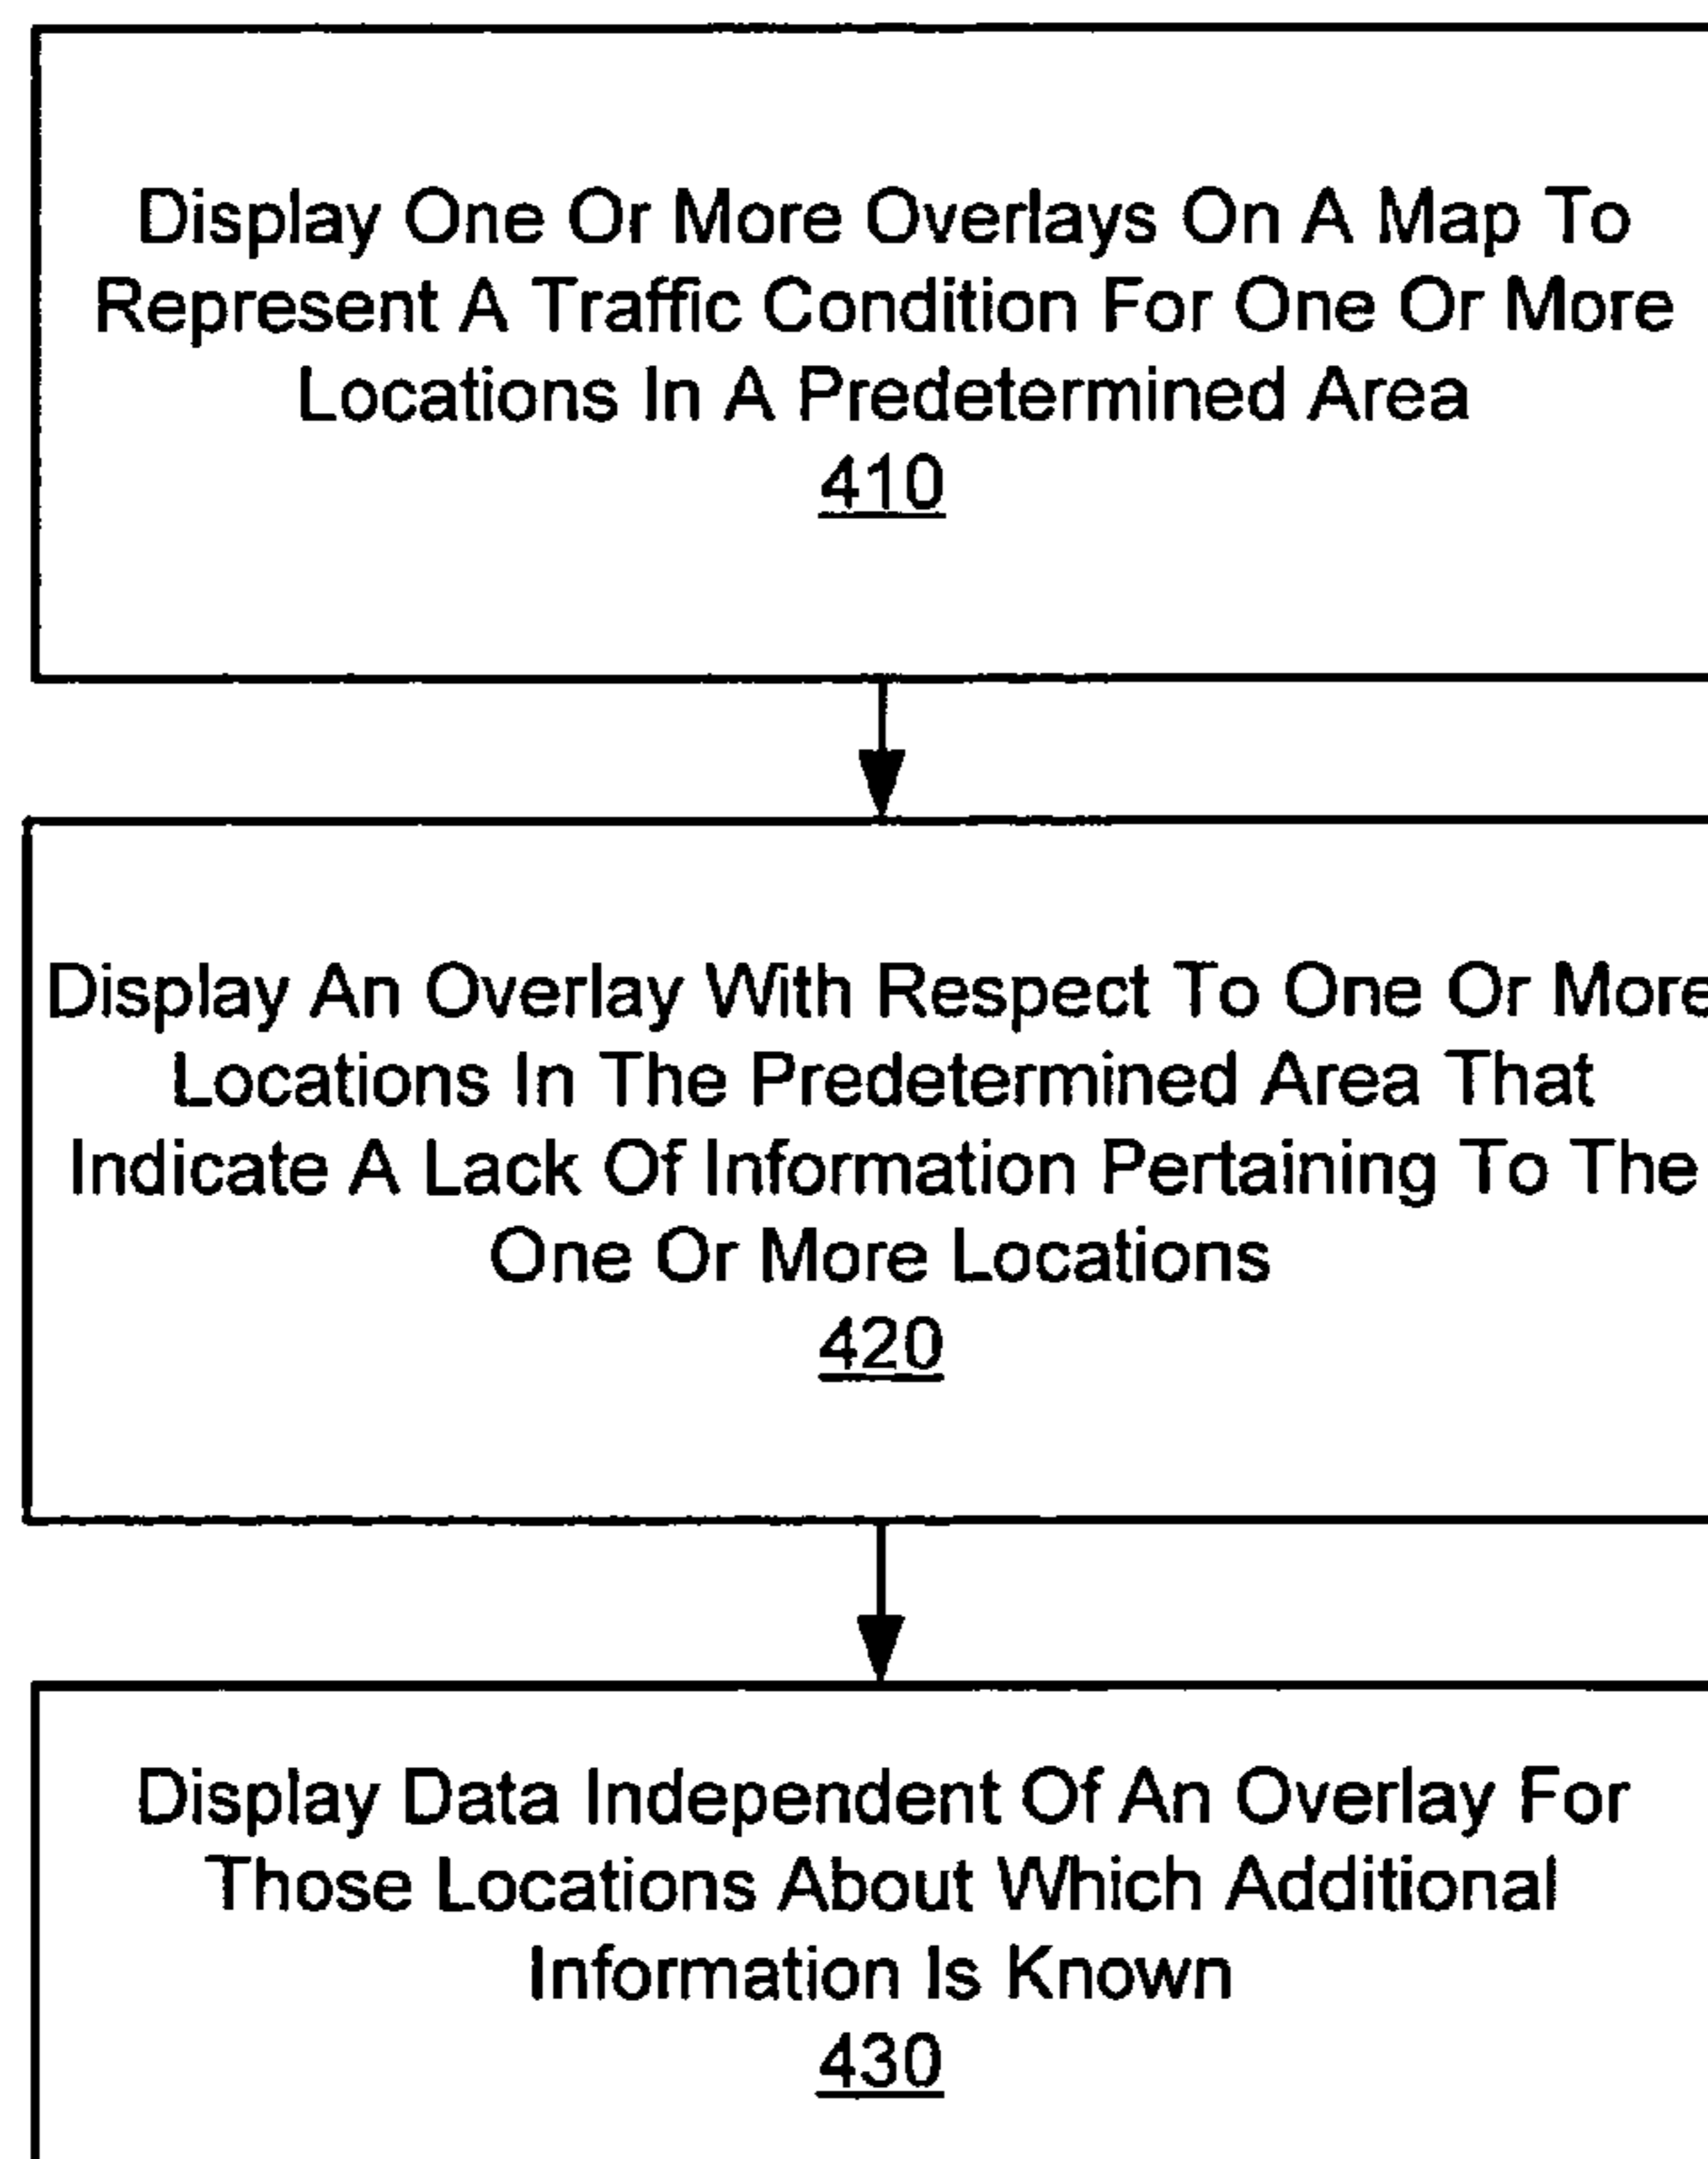 Display One Or More Overlays On A Map To
Represent A Traffic Condition For One Or More
Locations In A Predetermined Area
410
Display An Overlay With Respect To One Or More
Locations In The Predetermined Area That
Indicate A Lack Of Information Pertaining To The
One Or More Locations
420
Display Data Independent Of An Overlay For
Those Locations About Which Additional
Information Is Known
430